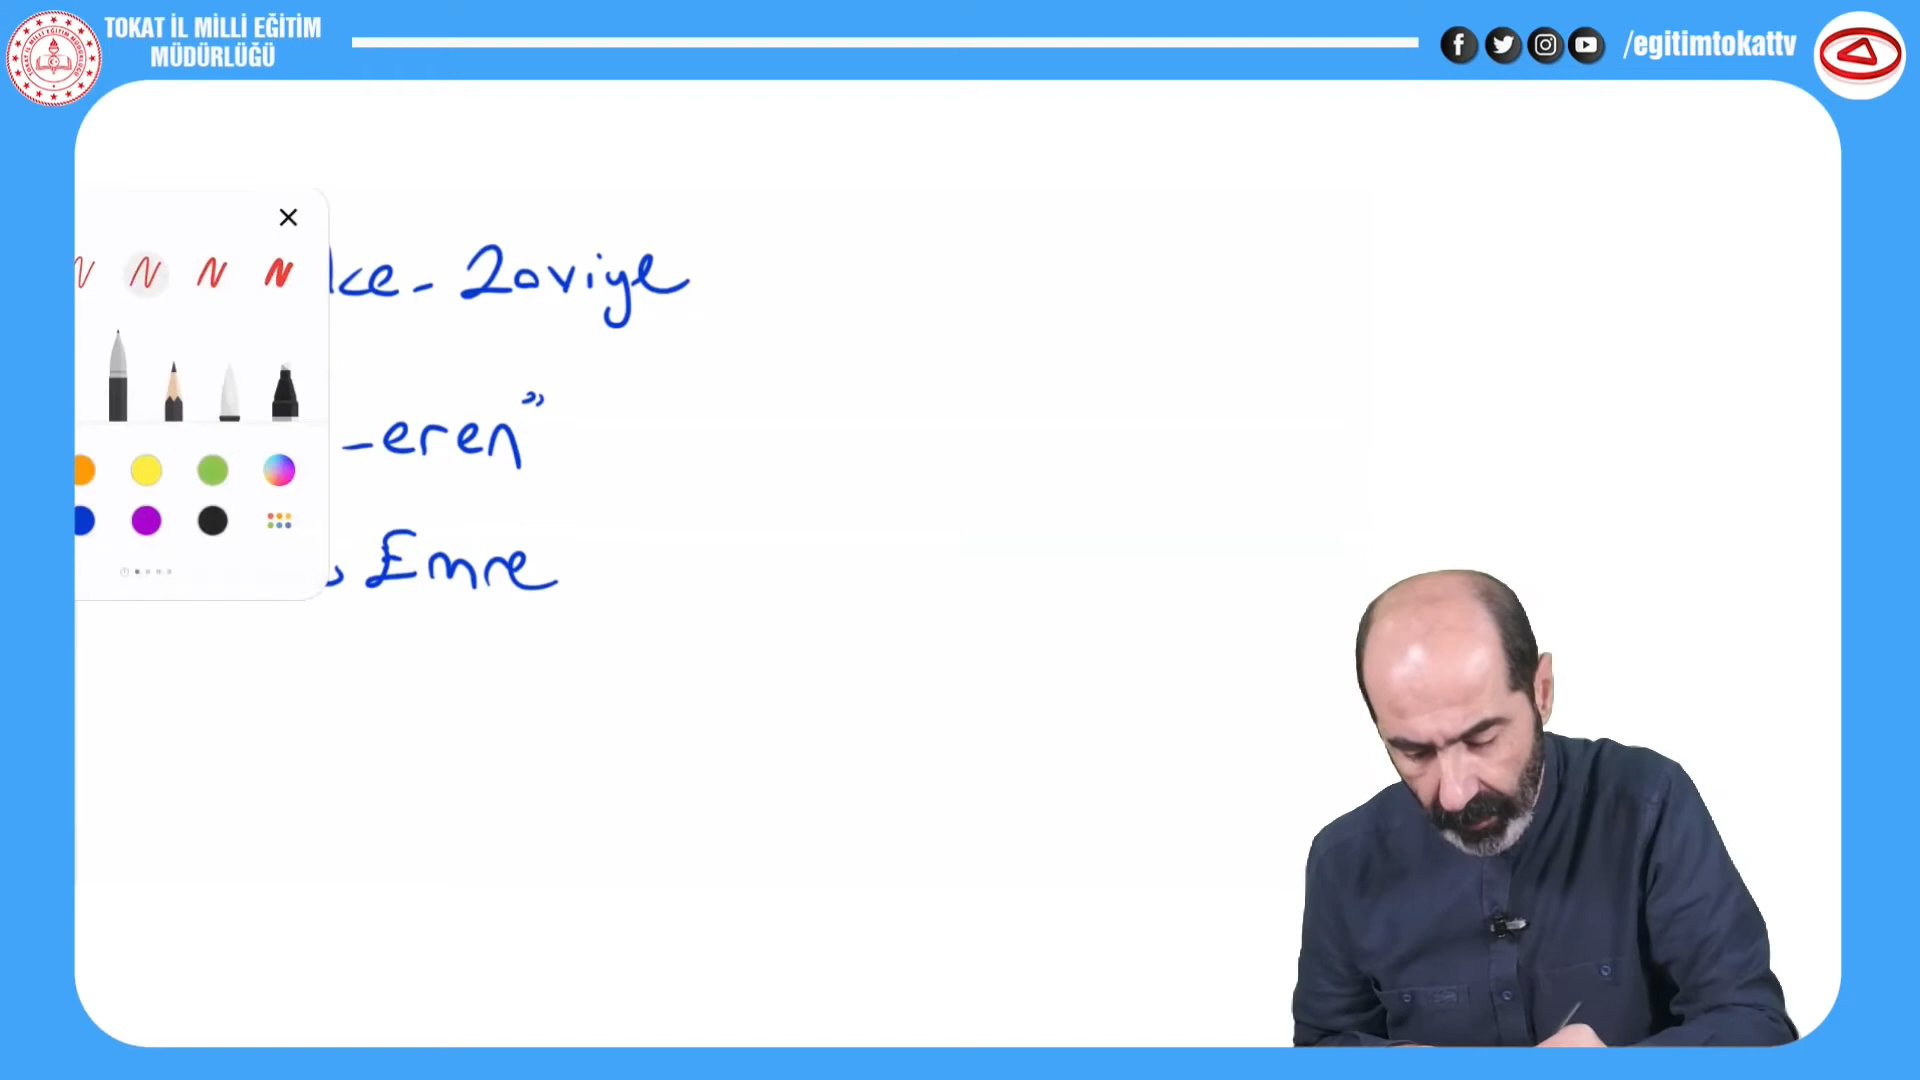 TOKAT İL MİLLİ EĞİTİM
MÜDÜRLÜĞÜ
/egitimtokattv
ke - Zaviye
-eren”
Emre